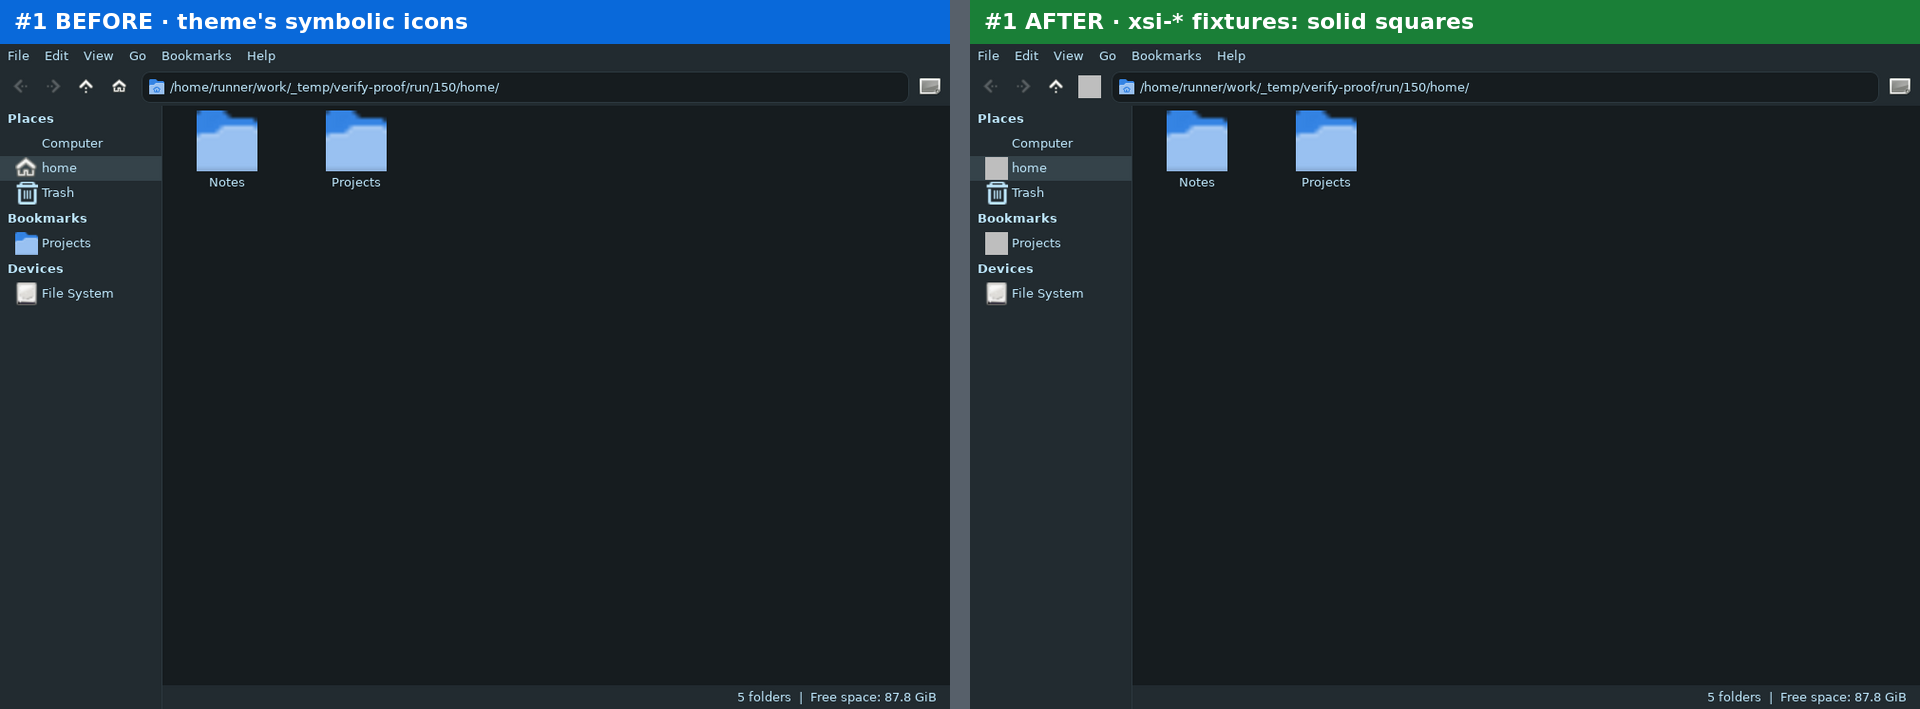 #1 BEFORE · theme's symbolic icons
File Edit View Go Bookmarks Help
/home/runner/work/_temp/verify-proof/run/150/home/
Places
Computer
home
Trash
Bookmarks
Projects
Devices
File System
Notes Projects
5 folders | Free space: 87.8 GiB
#1 AFTER · xsi-* fixtures: solid squares
File Edit View Go Bookmarks Help
/home/runner/work/_temp/verify-proof/run/150/home/
Places
Computer
home
Trash
Bookmarks
Projects
Devices
File System
Notes Projects
5 folders | Free space: 87.8 GiB